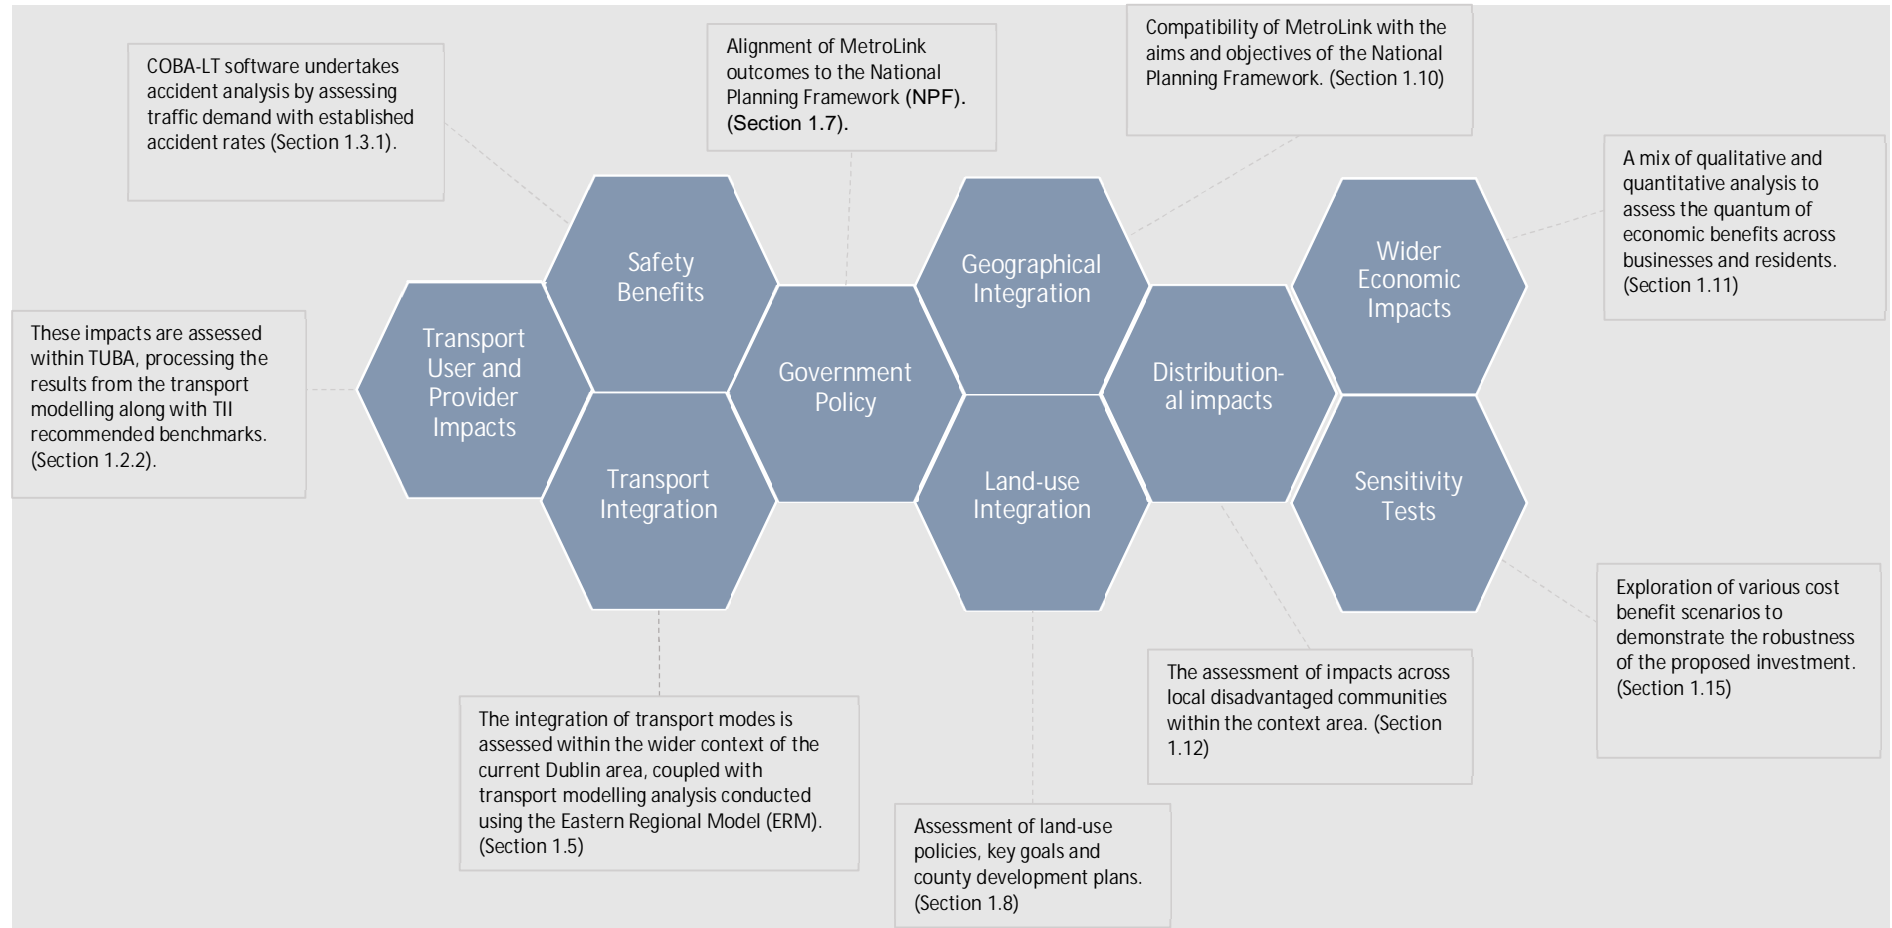 COBA-LT software undertakes
accident analysis by assessing
traffic demand with established
accident rates (Section 1.3.1).
Alignment of MetroLink
outcomes to the National
Planning Framework (NPF).
(Section 1.7).
Compatibility of MetroLink with the
aims and objectives of the National
Planning Framework. (Section 1.10)
A mix of qualitative and
quantitative analysis to
assess the quantum of
economic benefits across
businesses and residents.
(Section 1.11)
These impacts are assessed
within TUBA, processing the
results from the transport
modelling along with TII
recommended benchmarks.
(Section 1.2.2).
Transport
User and
Provider
Impacts
Safety
Benefits
Transport
Integration
Government
Policy
Geographical
Integration
Land-use
Integration
Distribution-
al impacts
Wider
Economic
Impacts
Sensitivity
Tests
The integration of transport modes is
assessed within the wider context of the
current Dublin area, coupled with
transport modelling analysis conducted
using the Eastern Regional Model (ERM).
(Section 1.5)
Assessment of land-use
policies, key goals and
county development plans.
(Section 1.8)
The assessment of impacts across
local disadvantaged communities
within the context area. (Section
1.12)
Exploration of various cost
benefit scenarios to
demonstrate the robustness
of the proposed investment.
(Section 1.15)